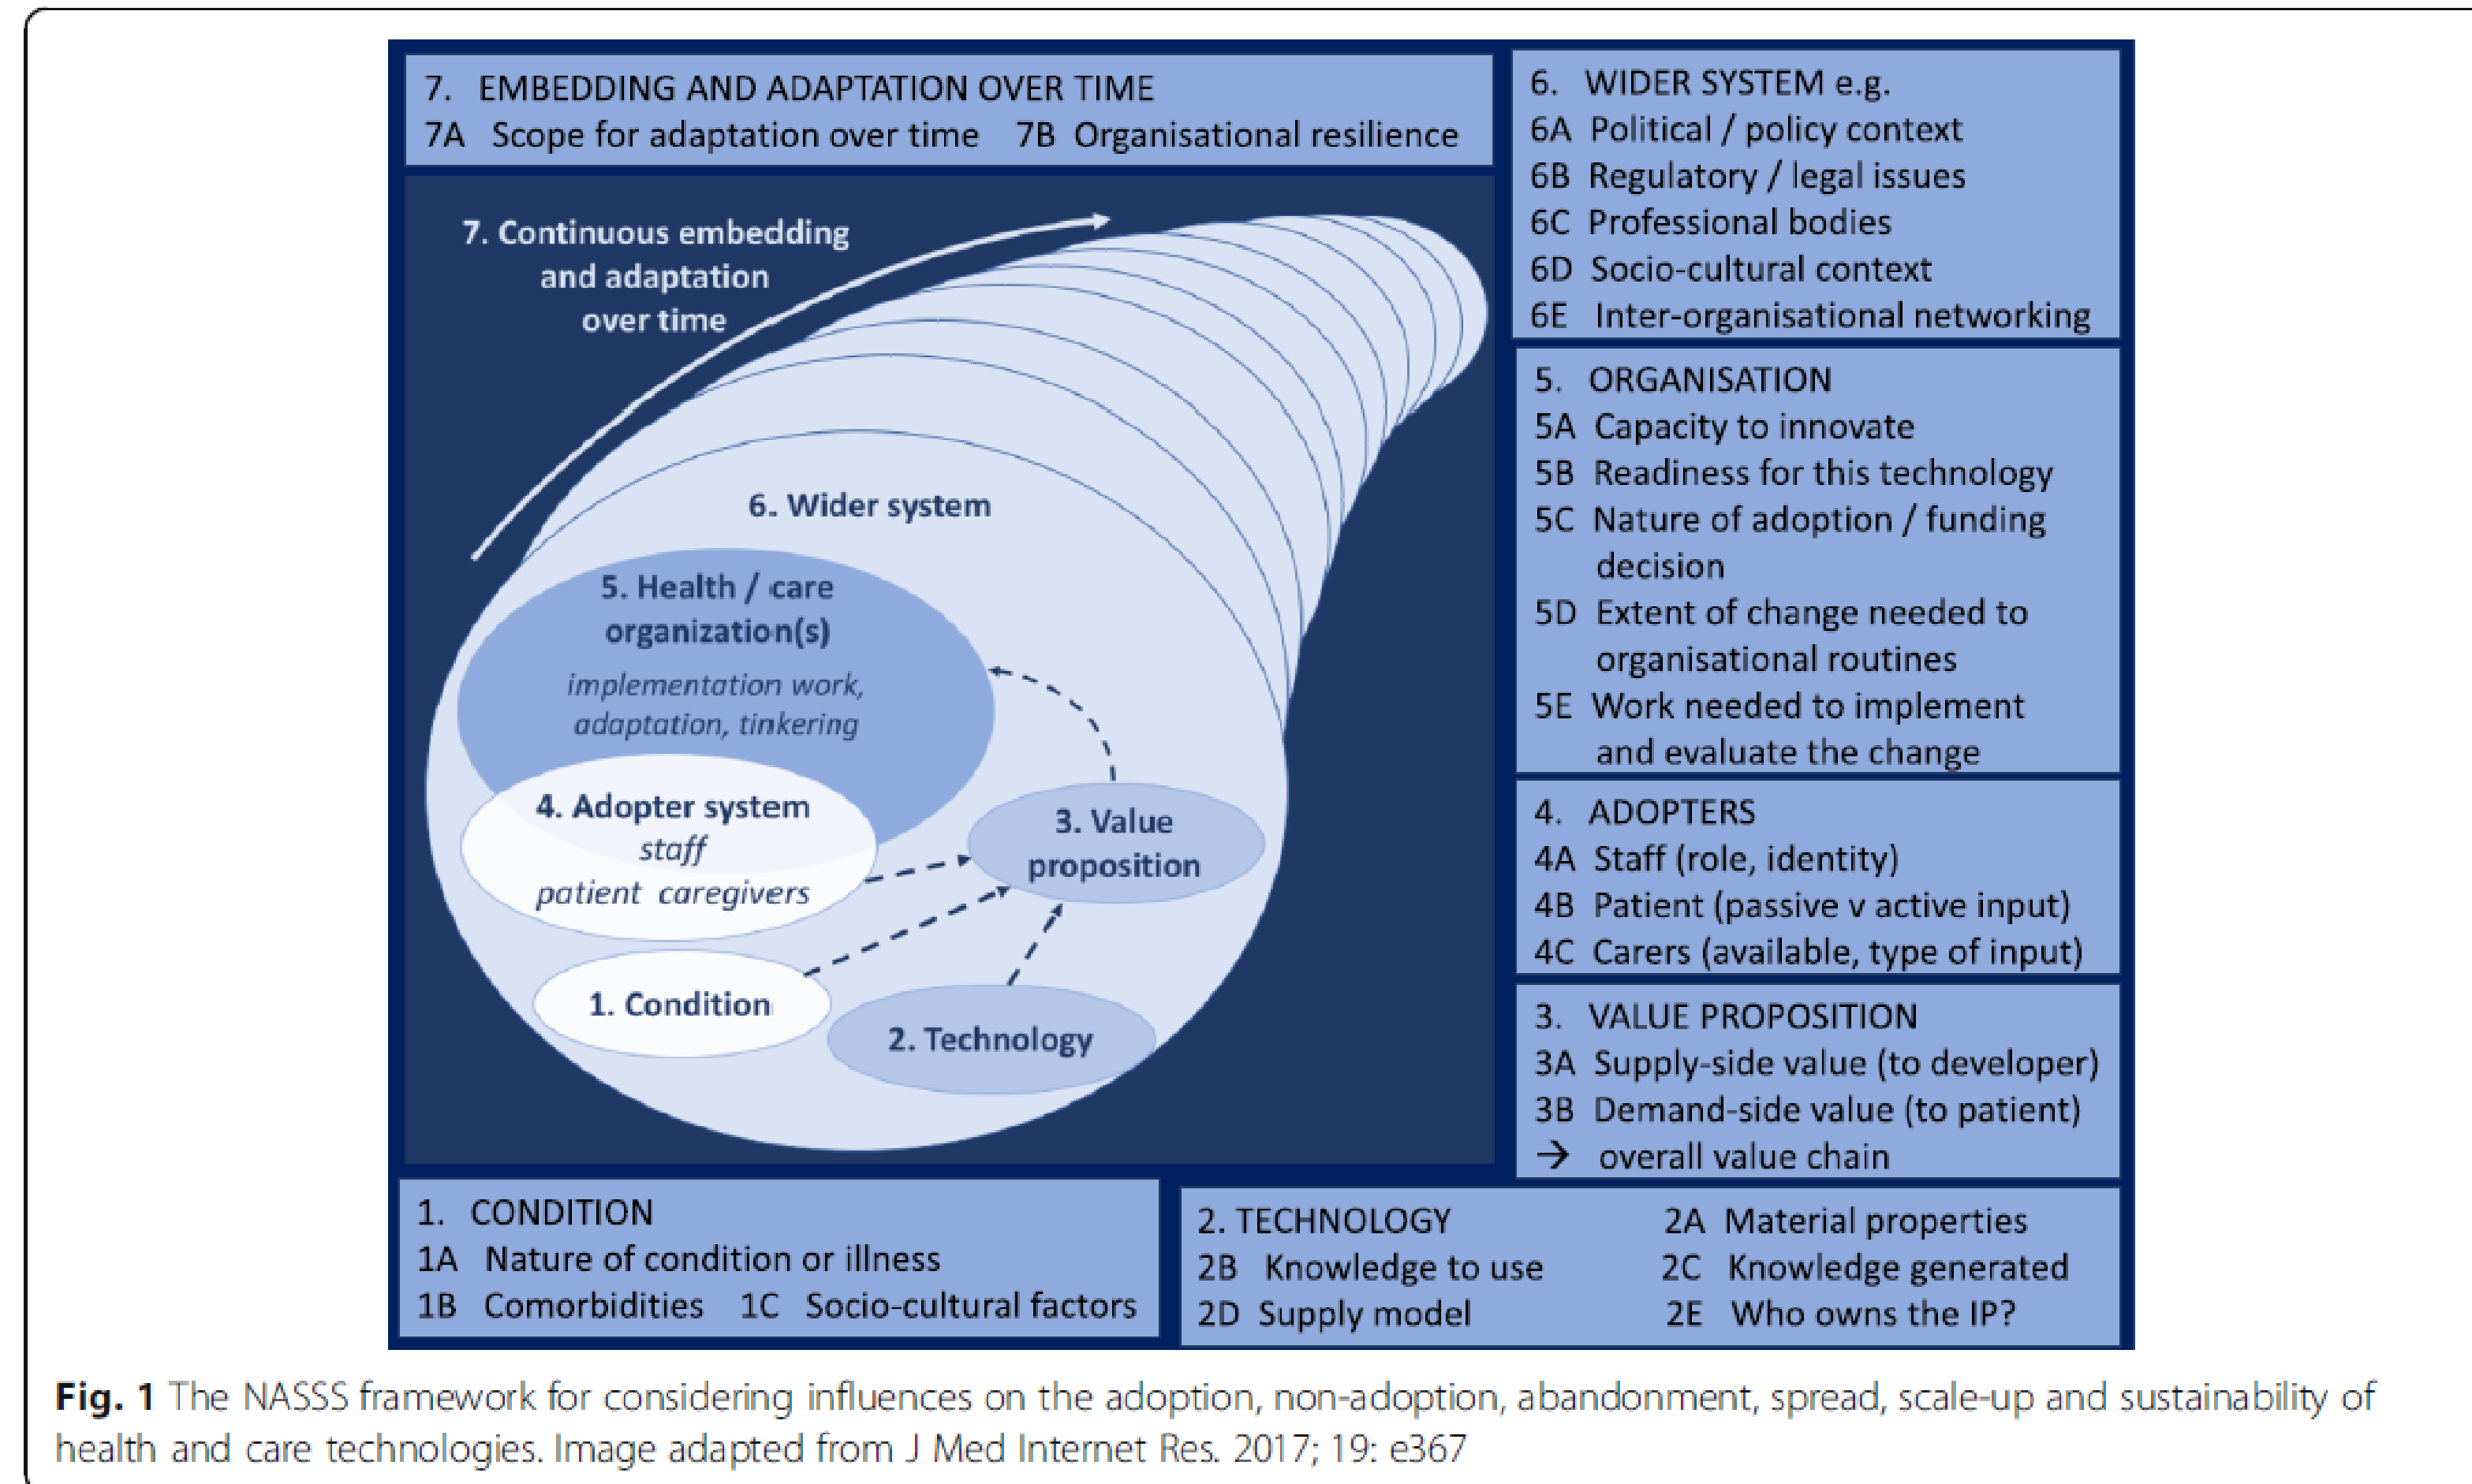 7. EMBEDDING AND ADAPTATION OVER TIME
7A Scope for adaptation over time 7B Organisational resilience
7. Continuous embedding
and adaptation
over time
6. Wider system
5. Health / care
organization(s)
implementation work,
adaptation, tinkering
4. Adopter system
staff
patient caregivers
3. Value
proposition
1. Condition
2. Technology
6. WIDER SYSTEM e.g.
6A Political / policy context
6B Regulatory / legal issues
6C Professional bodies
6D Socio-cultural context
6E Inter-organisational networking
5. ORGANISATION
5A Capacity to innovate
5B Readiness for this technology
5C Nature of adoption / funding
decision
5D Extent of change needed to
organisational routines
5E Work needed to implement
and evaluate the change
4. ADOPTERS
4A Staff (role, identity)
4B Patient (passive v active input)
4C Carers (available, type of input)
3. VALUE PROPOSITION
3A Supply-side value (to developer)
3B Demand-side value (to patient)
→ overall value chain
1. CONDITION
1A Nature of condition or illness
1B Comorbidities 1C Socio-cultural factors
2. TECHNOLOGY 2A Material properties
2B Knowledge to use 2C Knowledge generated
2D Supply model 2E Who owns the IP?
Fig. 1 The NASSS framework for considering influences on the adoption, non-adoption, abandonment, spread, scale-up and sustainability of
health and care technologies. Image adapted from J Med Internet Res. 2017; 19: e367